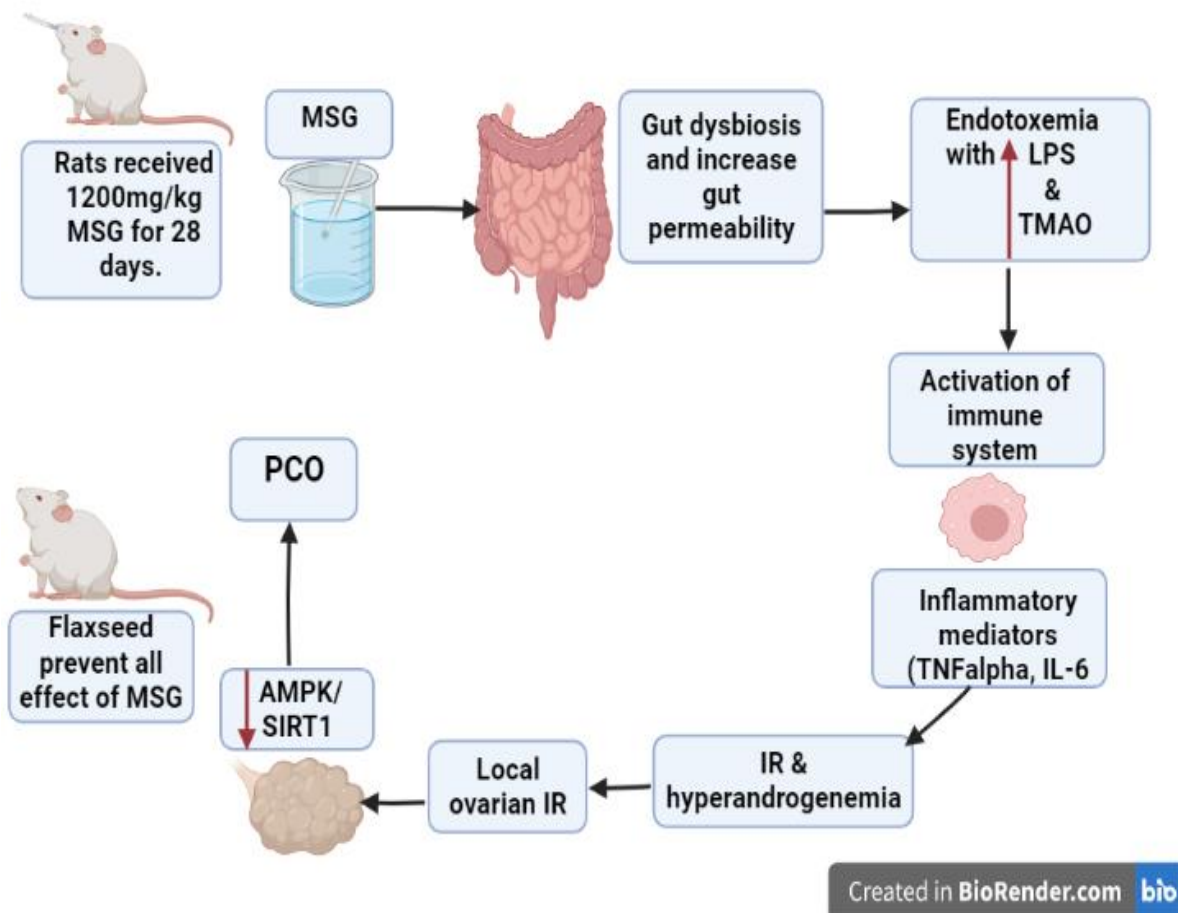 Rats received
1200mg/kg
MSG for 28
days.
MSG
Gut dysbiosis
and increase
gut
permeability
Endotoxemia
with LPS
&
TMAO
Activation of
immune
system
Inflammatory
mediators
(TNFalpha, IL-6
IR &
hyperandrogenemia
Local
ovarian IR
AMPK/
SIRT1
PCO
Flaxseed
prevent all
effect of MSG
Created in BioRender.com bio